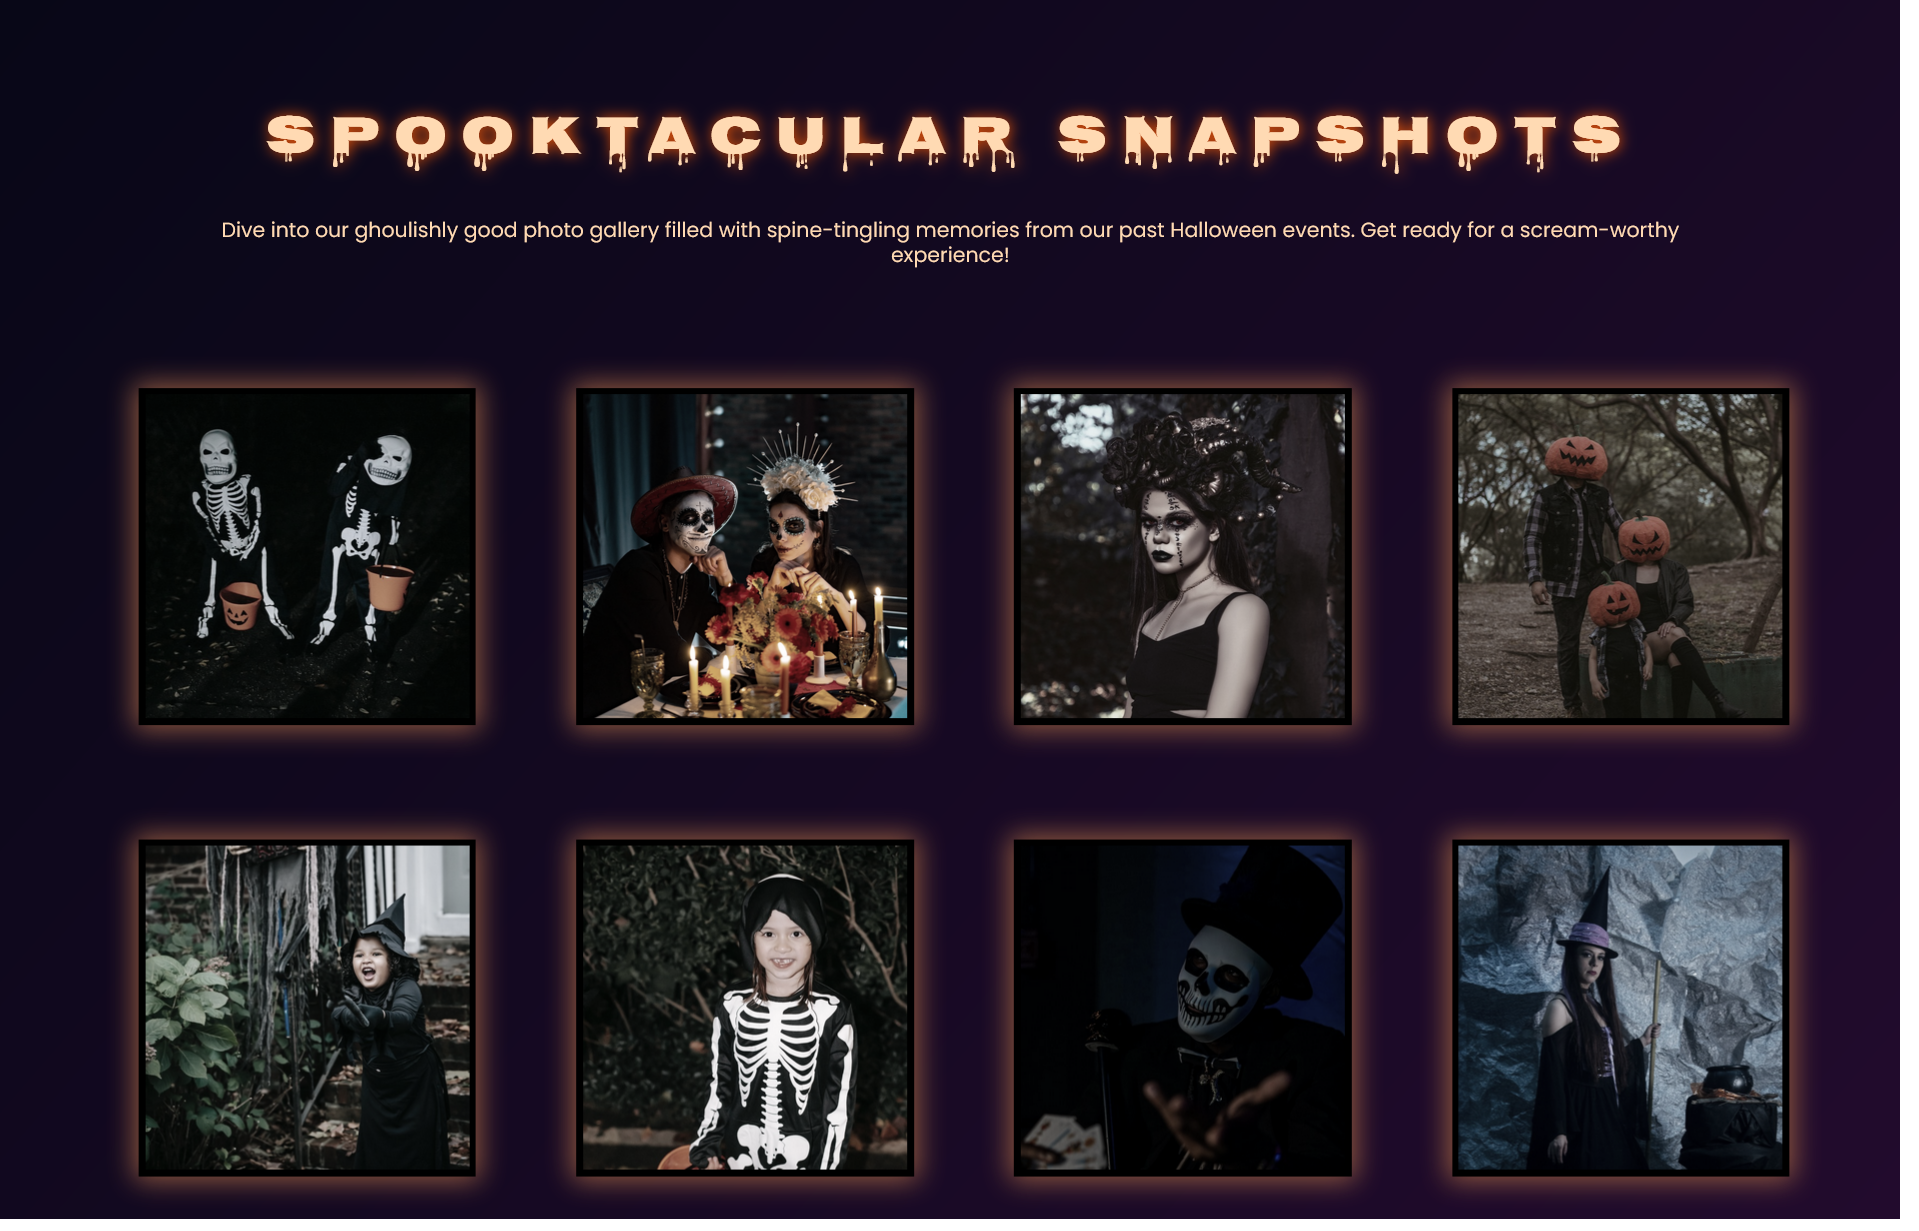 SPOOKTACULAR SNAPSHOTS
Dive into our ghoulishly good photo gallery filled with spine-tingling memories from our past Halloween events. Get ready for a scream-worthy
experience!